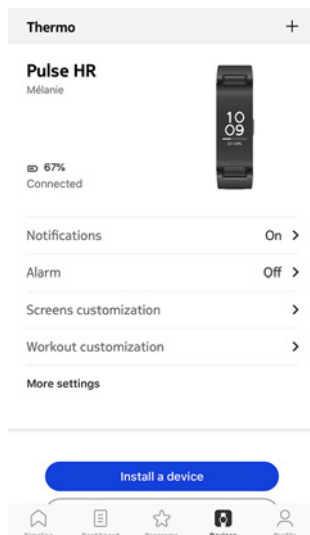 Thermo
+
Pulse HR
Mélanie
10
09
67%
Connected
Notifications On >
Alarm Off >
Screens customization >
Workout customization >
More settings
Install a device